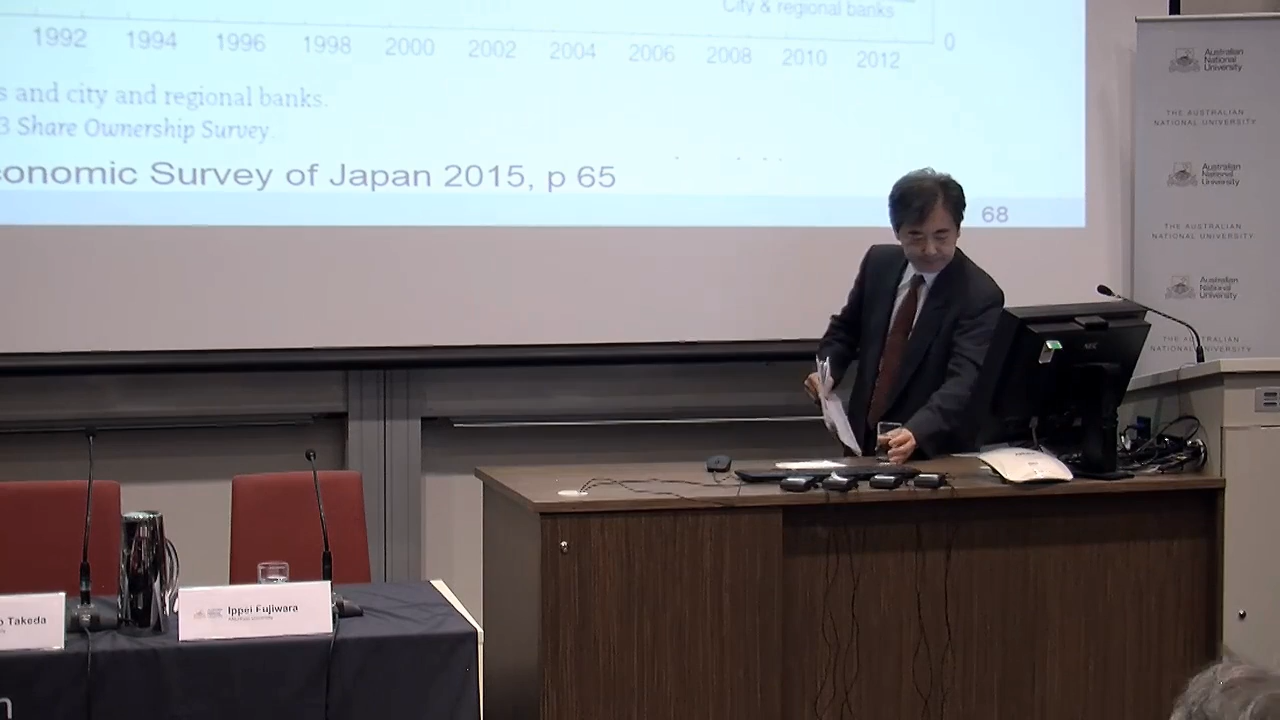 City & regional banks
1992 1994 1996 1998 2000 2002 2004 2006 2008 2010 2012
0
s and city and regional banks.
3 Share Ownership Survey.
conomic Survey of Japan 2015, p 65
68
Australian
National
University
THE AUSTRALIAN
NATIONAL UNIVERSITY
Australian
National
University
THE AUSTRALIAN
NATIONAL UNIVERSITY
Australian
National
University
THE AUSTRALIAN
NATIONAL UNIVERSITY
NEC
o Takeda
Ippei Fujiwara
n